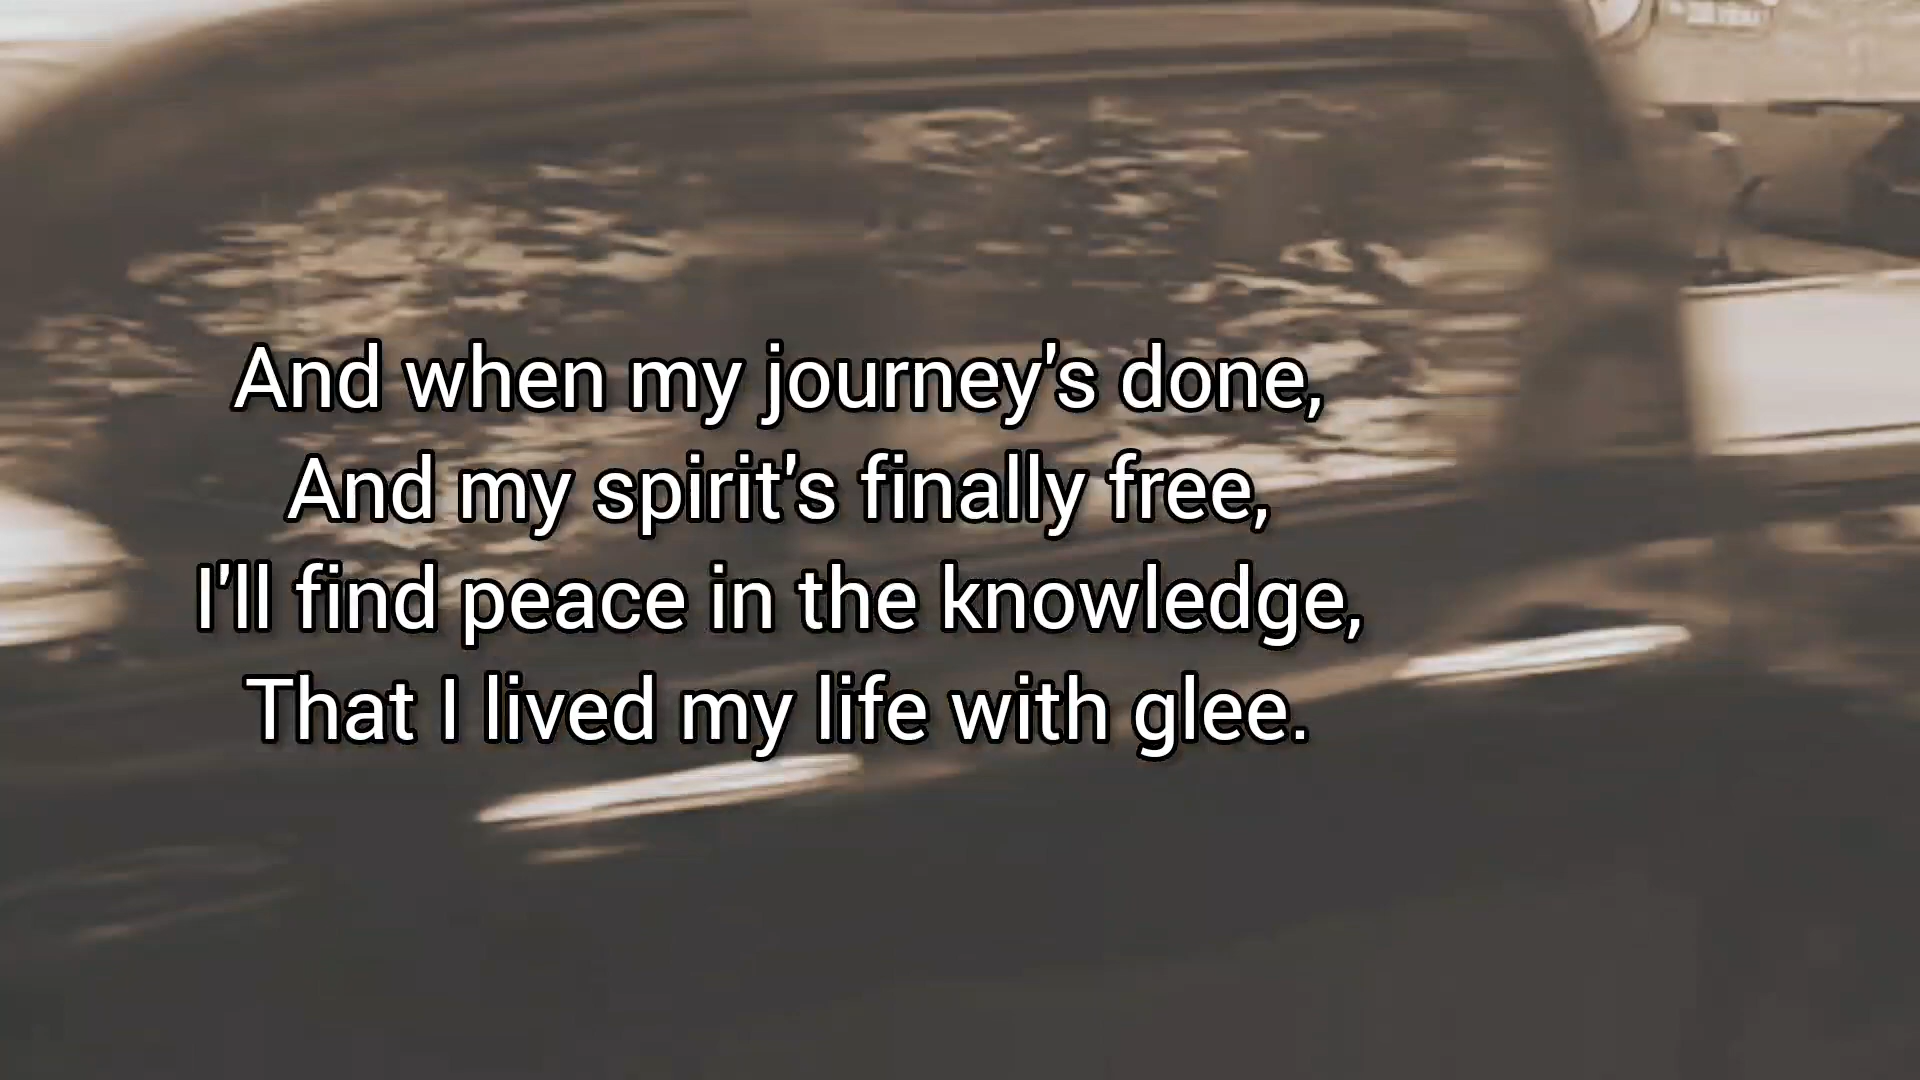 And when my journey's done,
And my spirit's finally free,
I'll find peace in the knowledge,
That I lived my life with glee.